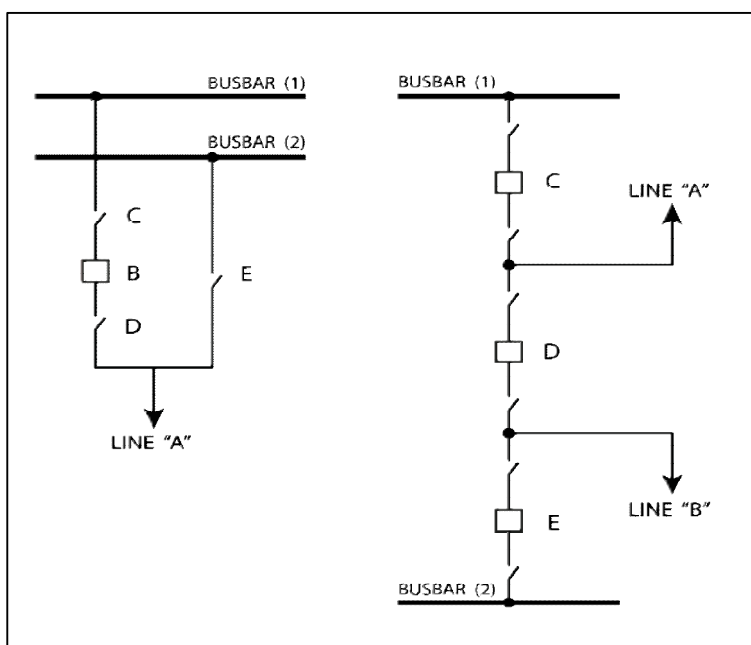 BUSBAR (1)
BUSBAR (2)
C
B
E
D
LINE "A"
BUSBAR (1)
C
LINE "A"
D
LINE "B"
E
BUSBAR (2)